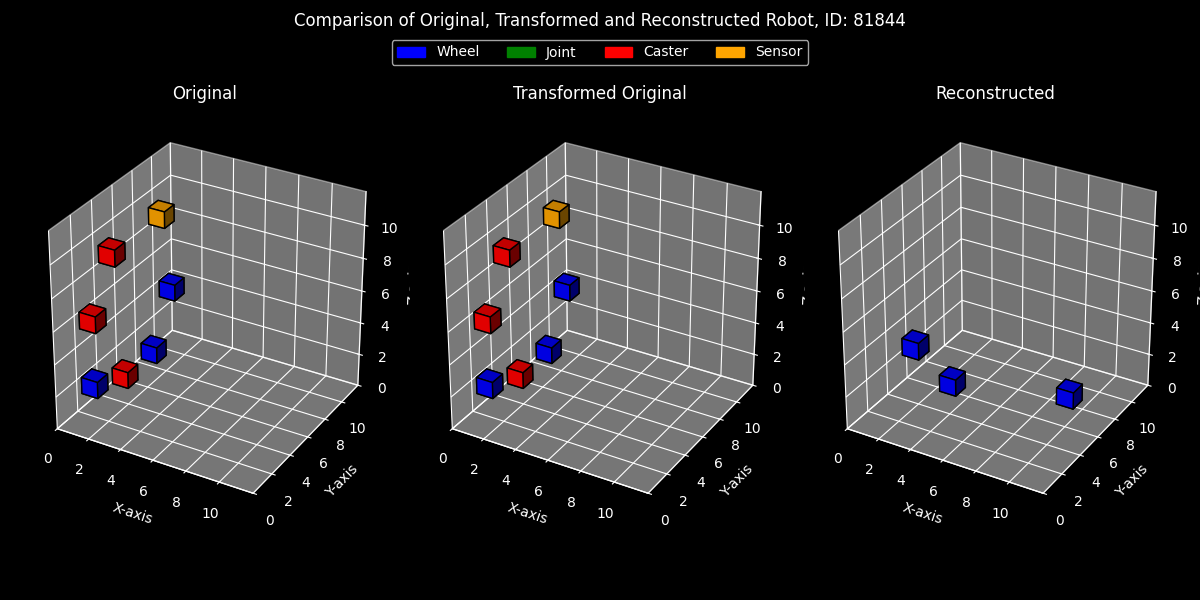 Comparison of Original, Transformed and Reconstructed Robot, ID: 81844
Wheel Joint Caster Sensor
Original Transformed Original Reconstructed
10 10 10
8 8 8
6 6 6
4 4 4
2 2 2
0 0 0
0 2 4 6 8 10 X-axis 0 2 4 6 8 10 Y-axis
0 2 4 6 8 10 X-axis 0 2 4 6 8 10 Y-axis
0 2 4 6 8 10 X-axis 0 2 4 6 8 10 Y-axis